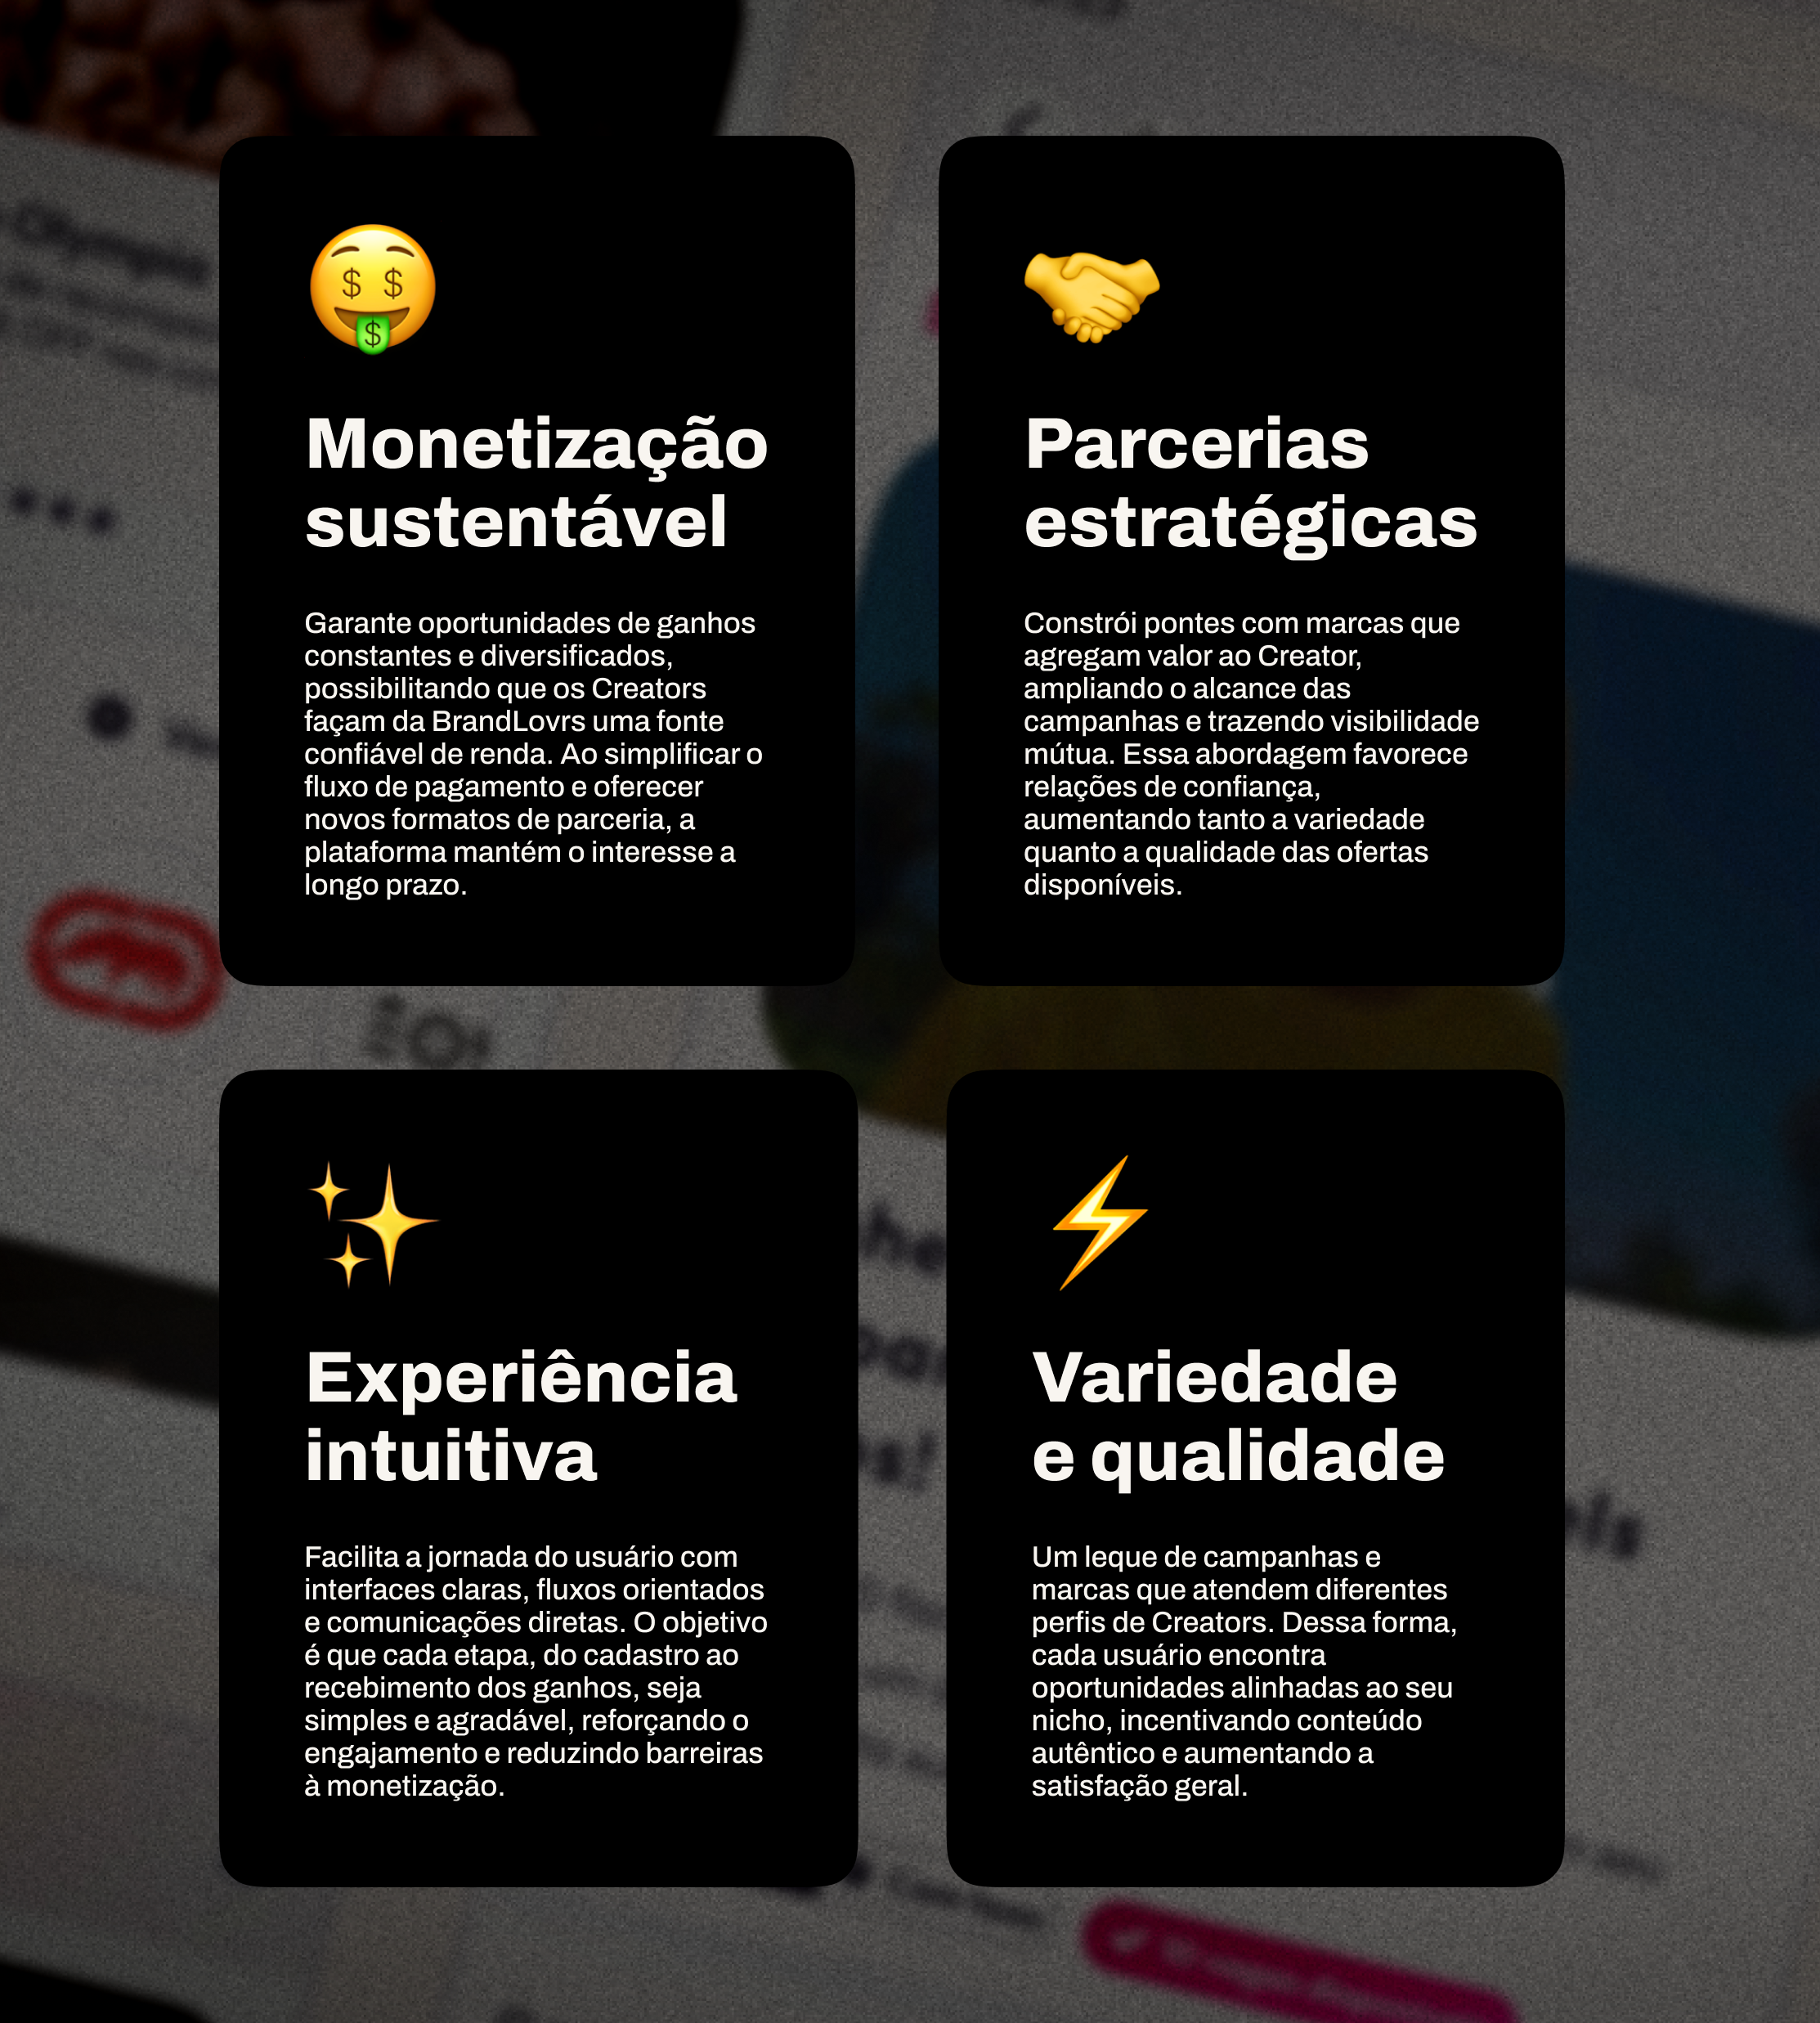 Monetização
sustentável
Garante oportunidades de ganhos
constantes e diversificados,
possibilitando que os Creators
façam da BrandLovrs uma fonte
confiável de renda. Ao simplificar o
fluxo de pagamento e oferecer
novos formatos de parceria, a
plataforma mantém o interesse a
longo prazo.
Parcerias
estratégicas
Constrói pontes com marcas que
agregam valor ao Creator,
ampliando o alcance das
campanhas e trazendo visibilidade
mútua. Essa abordagem favorece
relações de confiança,
aumentando tanto a variedade
quanto a qualidade das ofertas
disponíveis.
Experiência
intuitiva
Facilita a jornada do usuário com
interfaces claras, fluxos orientados
e comunicações diretas. O objetivo
é que cada etapa, do cadastro ao
recebimento dos ganhos, seja
simples e agradável, reforçando o
engajamento e reduzindo barreiras
à monetização.
Variedade
e qualidade
Um leque de campanhas e
marcas que atendem diferentes
perfis de Creators. Dessa forma,
cada usuário encontra
oportunidades alinhadas ao seu
nicho, incentivando conteúdo
autêntico e aumentando a
satisfação geral.